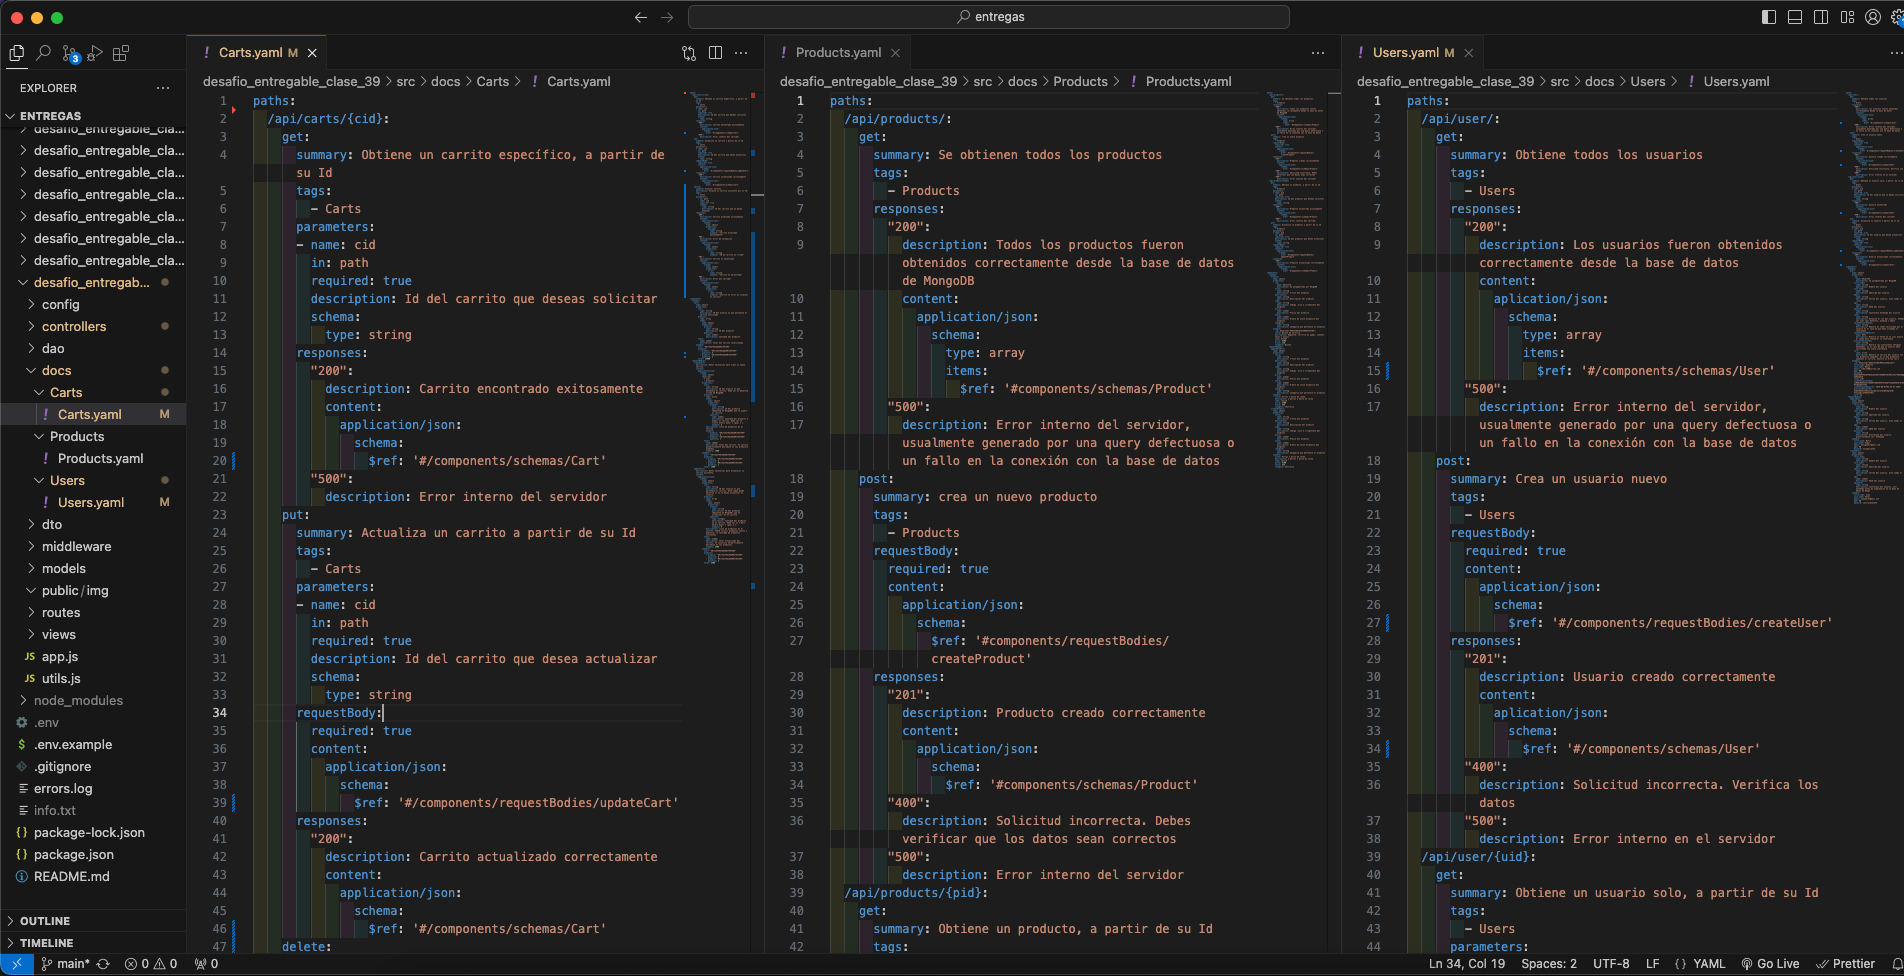 entregas
EXPLORER
ENTREGAS
desafio_entregable_cla...
desafio_entregable_cla...
desafio_entregable_cla...
desafio_entregable_cla...
desafio_entregable_cla...
desafio_entregable_cla...
desafio_entregable_cla...
desafio_entregab...
config
controllers
dao
docs
Carts
! Carts.yaml M
Products
! Products.yaml
Users
! Users.yaml M
dto
middleware
models
public / img
routes
views
JS app.js
JS utils.js
node_modules
.env
$ .env.example
.gitignore
errors.log
info.txt
{} package-lock.json
{} package.json
README.md
OUTLINE
TIMELINE
3
! Carts.yaml M
desafio_entregable_clase_39 > src > docs > Carts > ! Carts.yaml
1 paths:
2 /api/carts/{cid}:
3 get:
4 summary: Obtiene un carrito específico, a partir de
su Id
5 tags:
6 - Carts
7 parameters:
8 - name: cid
9 in: path
10 required: true
11 description: Id del carrito que deseas solicitar
12 schema:
13 type: string
14 responses:
15 "200":
16 description: Carrito encontrado exitosamente
17 content:
18 application/json:
19 schema:
20 $ref: '#/components/schemas/Cart'
21 "500":
22 description: Error interno del servidor
23 put:
24 summary: Actualiza un carrito a partir de su Id
25 tags:
26 - Carts
27 parameters:
28 - name: cid
29 in: path
30 required: true
31 description: Id del carrito que desea actualizar
32 schema:
33 type: string
34 requestBody:
35 required: true
36 content:
37 application/json:
38 schema:
39 $ref: '#/components/requestBodies/updateCart'
40 responses:
41 "200":
42 description: Carrito actualizado correctamente
43 content:
44 application/json:
45 schema:
46 $ref: '#/components/schemas/Cart'
47 delete:
! Products.yaml
desafio_entregable_clase_39 > src > docs > Products > ! Products.yaml
1 paths:
2 /api/products/:
3 get:
4 summary: Se obtienen todos los productos
5 tags:
6 - Products
7 responses:
8 "200":
9 description: Todos los productos fueron
obtenidos correctamente desde la base de datos
de MongoDB
10 content:
11 application/json:
12 schema:
13 type: array
14 items:
15 $ref: '#components/schemas/Product'
16 "500":
17 description: Error interno del servidor,
usualmente generado por una query defectuosa o
un fallo en la conexión con la base de datos
18 post:
19 summary: crea un nuevo producto
20 tags:
21 - Products
22 requestBody:
23 required: true
24 content:
25 application/json:
26 schema:
27 $ref: '#components/requestBodies/
createProduct'
28 responses:
29 "201":
30 description: Producto creado correctamente
31 content:
32 application/json:
33 schema:
34 $ref: '#components/schemas/Product'
35 "400":
36 description: Solicitud incorrecta. Debes
verificar que los datos sean correctos
37 "500":
38 description: Error interno del servidor
39 /api/products/{pid}:
40 get:
41 summary: Obtiene un producto, a partir de su Id
42 tags:
! Users.yaml M
desafio_entregable_clase_39 > src > docs > Users > ! Users.yaml
1 paths:
2 /api/user/:
3 get:
4 summary: Obtiene todos los usuarios
5 tags:
6 - Users
7 responses:
8 "200":
9 description: Los usuarios fueron obtenidos
correctamente desde la base de datos
10 content:
11 aplication/json:
12 schema:
13 type: array
14 items:
15 $ref: '#/components/schemas/User'
16 "500":
17 description: Error interno del servidor,
usualmente generado por una query defectuosa o
un fallo en la conexión con la base de datos
18 post:
19 summary: Crea un usuario nuevo
20 tags:
21 - Users
22 requestBody:
23 required: true
24 content:
25 application/json:
26 schema:
27 $ref: '#/components/requestBodies/createUser'
28 responses:
29 "201":
30 description: Usuario creado correctamente
31 content:
32 aplication/json:
33 schema:
34 $ref: '#/components/schemas/User'
35 "400":
36 description: Solicitud incorrecta. Verifica los
datos
37 "500":
38 description: Error interno en el servidor
39 /api/user/{uid}:
40 get:
41 summary: Obtiene un usuario solo, a partir de su Id
42 tags:
43 - Users
44 parameters:
main* 0 0 0 Ln 34, Col 19 Spaces: 2 UTF-8 LF {} YAML Go Live Prettier